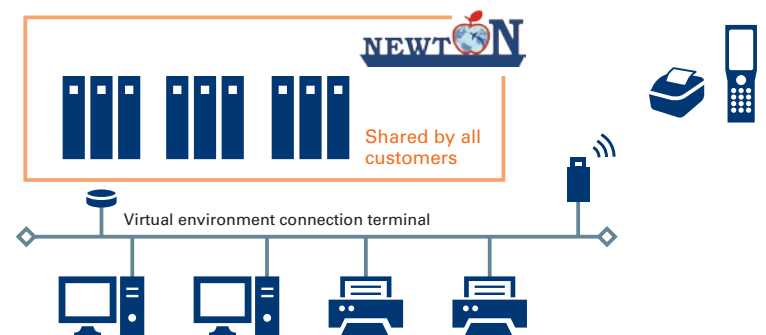 NEWTON
Shared by all
customers
Virtual environment connection terminal